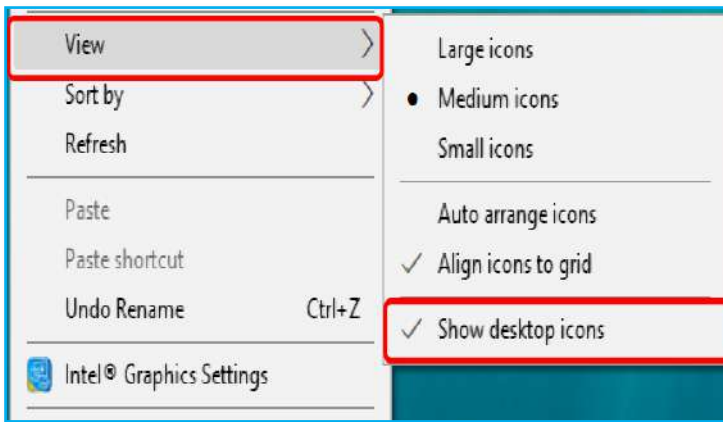 View
Sort by
Refresh
Paste
Paste shortcut
Undo Rename Ctrl+Z
Intel® Graphics Settings
Large icons
Medium icons
Small icons
Auto arrange icons
Align icons to grid
Show desktop icons